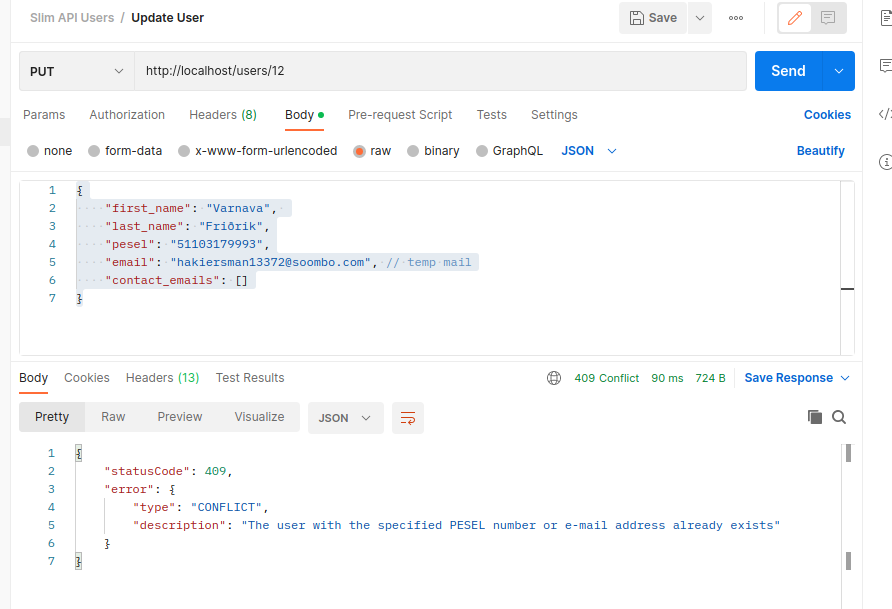 Slim API Users / Update User
Save
PUT http://localhost/users/12 Send
Params Authorization Headers (8) Body Pre-request Script Tests Settings Cookies
none form-data x-www-form-urlencoded raw binary GraphQL JSON Beautify
1 {
2 "first_name": "Varnava",
3 "last_name": "Friðrik",
4 "pesel": "51103179993",
5 "email": "hakiersman13372@soombo.com", // temp mail
6 "contact_emails": []
7 }
Body Cookies Headers (13) Test Results 409 Conflict 90 ms 724 B Save Response
Pretty Raw Preview Visualize JSON
1 {
2 "statusCode": 409,
3 "error": {
4 "type": "CONFLICT",
5 "description": "The user with the specified PESEL number or e-mail address already exists"
6 }
7 }